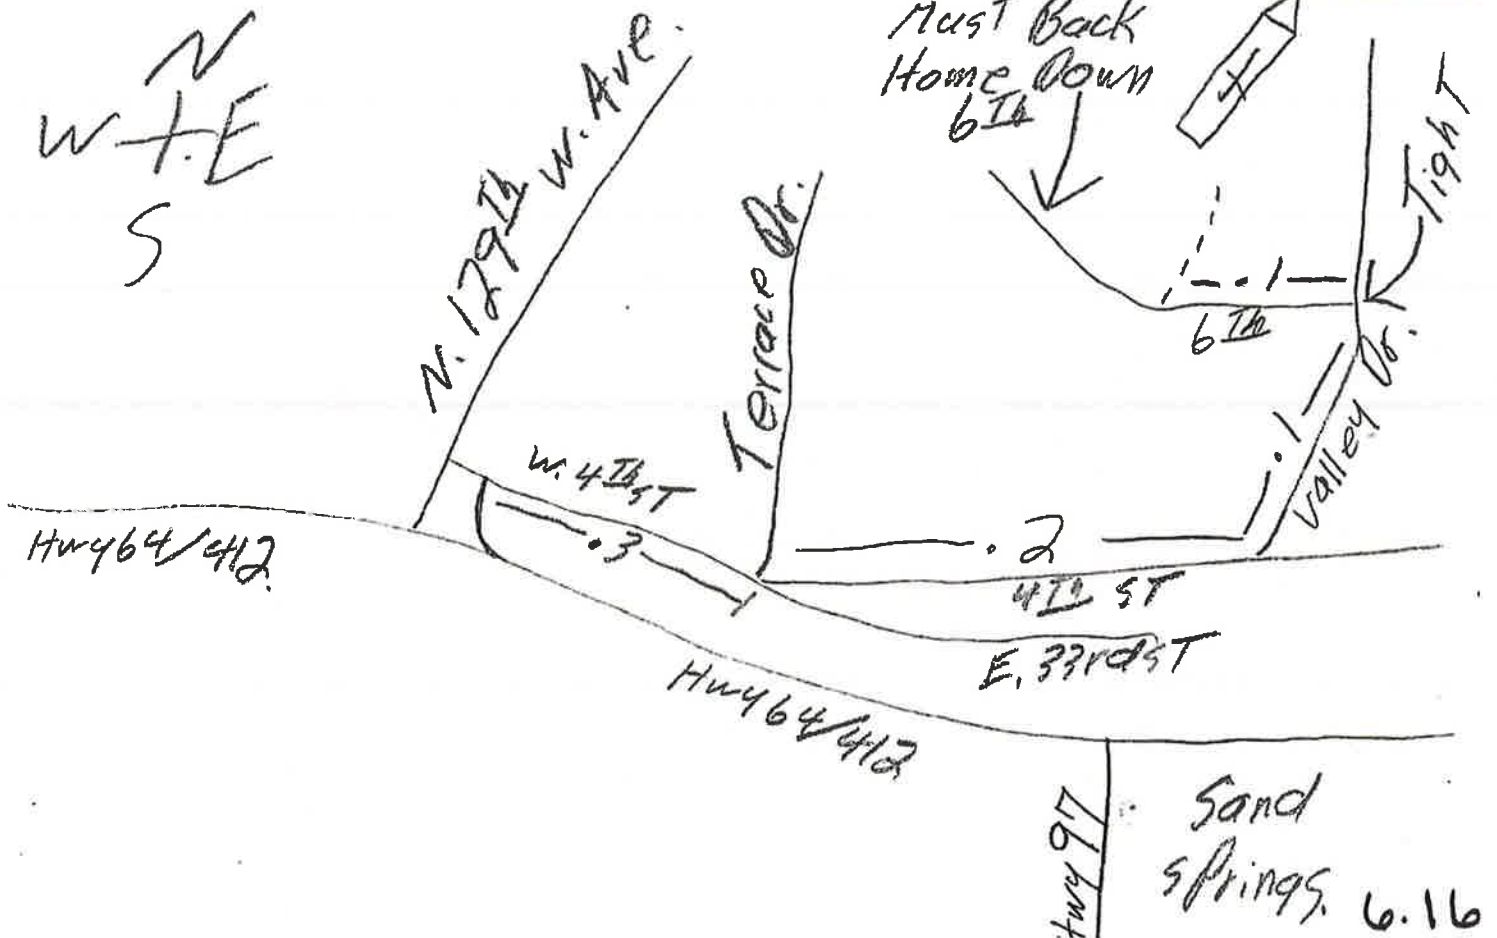 Must Back
Home Down
6Th
N
W E
S
N. 129Th W. Ave.
Terrace Dr.
Tight
.1
6Th
Valley Dr.
.1
W. 4Th ST
.3
.2
4Th ST
E. 33rd ST
Hwy 64/412
Hwy 64/412
Hwy 97
Sand
Springs.
6.16